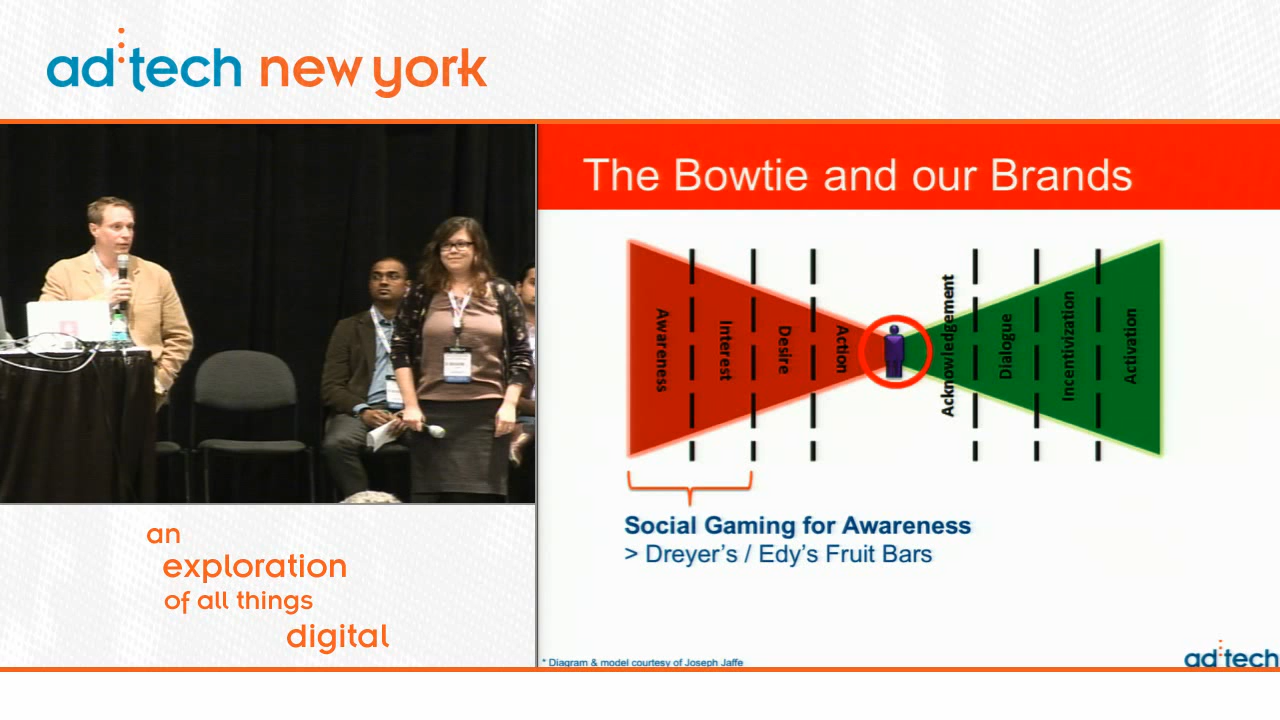 ad:tech new york
The Bowtie and our Brands
Awareness
Interest
Desire
Action
Acknowledgement
Dialogue
Incentivization
Activation
Social Gaming for Awareness
> Dreyer's / Edy's Fruit Bars
an
exploration
of all things
digital
* Diagram & model courtesy of Joseph Jaffe
ad:tech